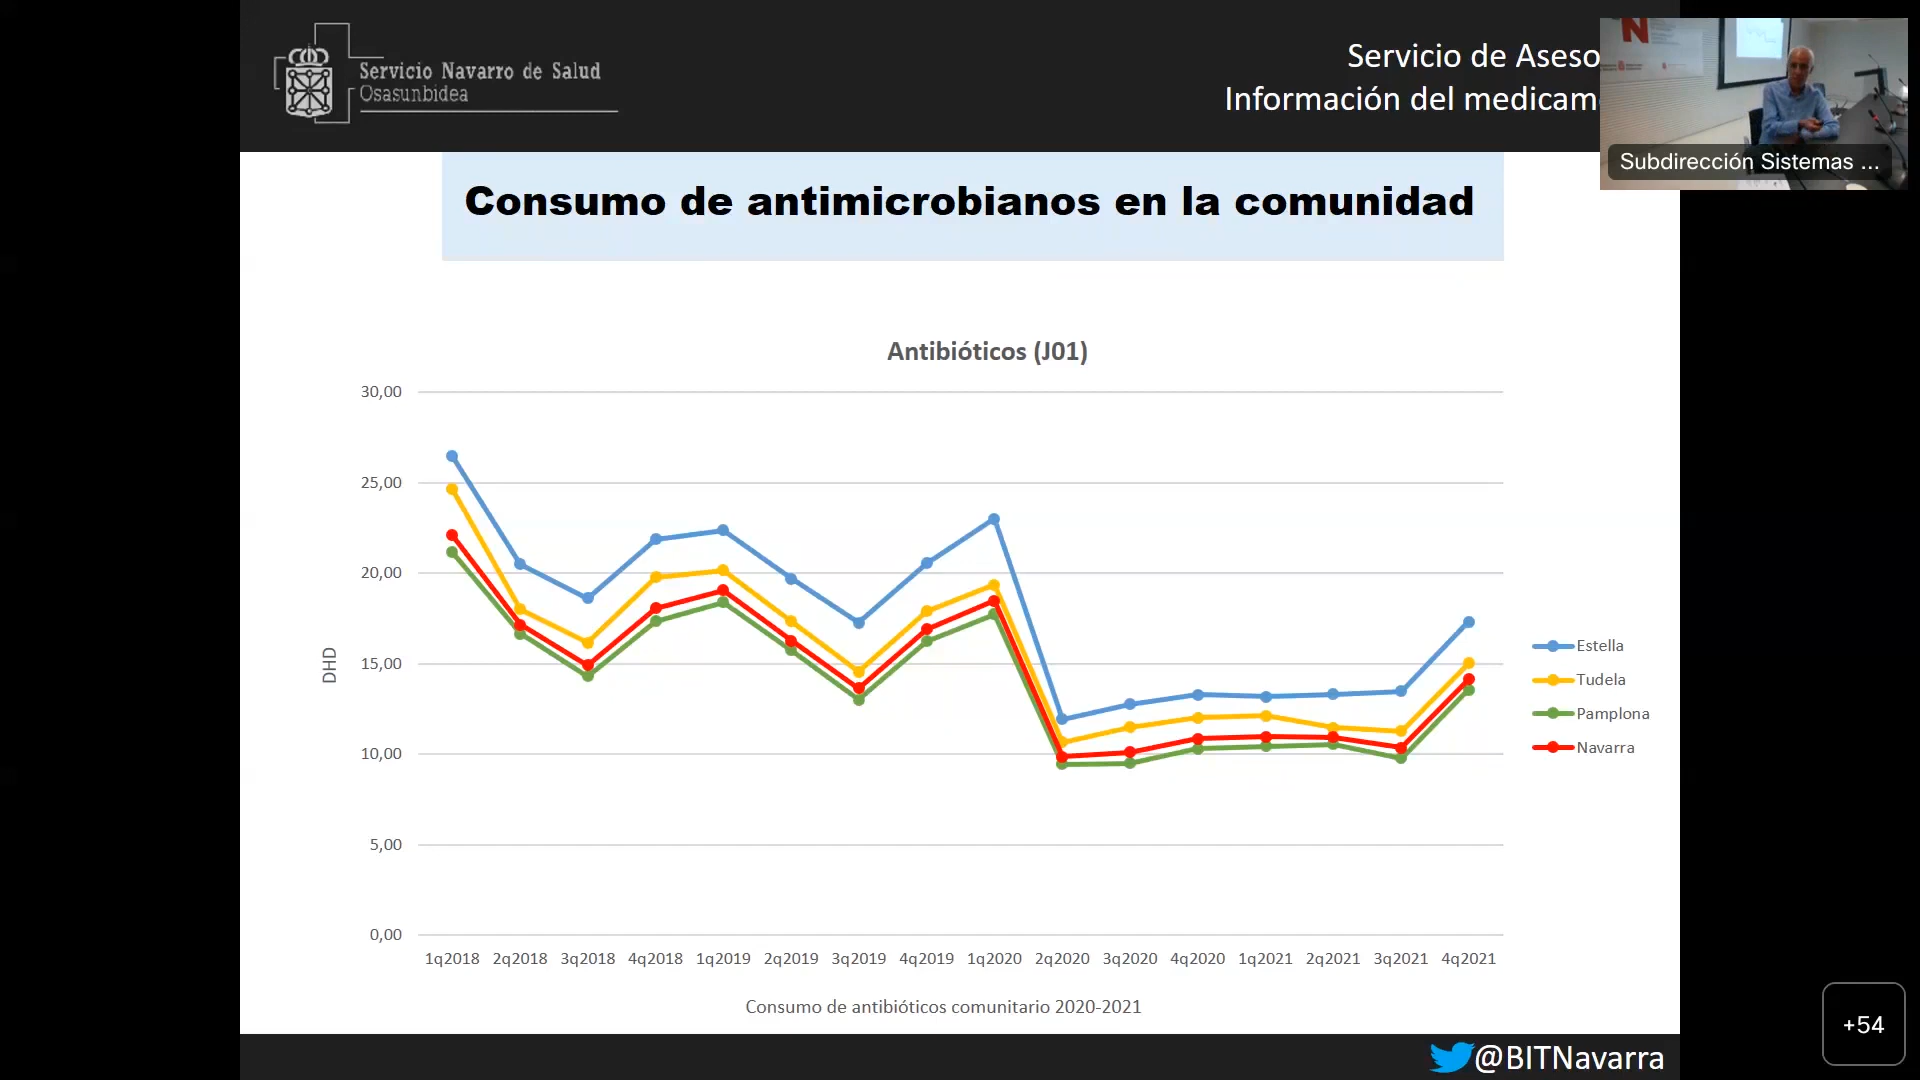 Servicio Navarro de Salud
Osasunbidea
Servicio de Aseso
Información del medicam
Subdirección Sistemas ...
Consumo de antimicrobianos en la comunidad
Antibióticos (J01)
30,00
25,00
20,00
15,00
10,00
5,00
0,00
DHD
1q2018 2q2018 3q2018 4q2018 1q2019 2q2019 3q2019 4q2019 1q2020 2q2020 3q2020 4q2020 1q2021 2q2021 3q2021 4q2021
Estella
Tudela
Pamplona
Navarra
Consumo de antibióticos comunitario 2020-2021
+54
@BITNavarra